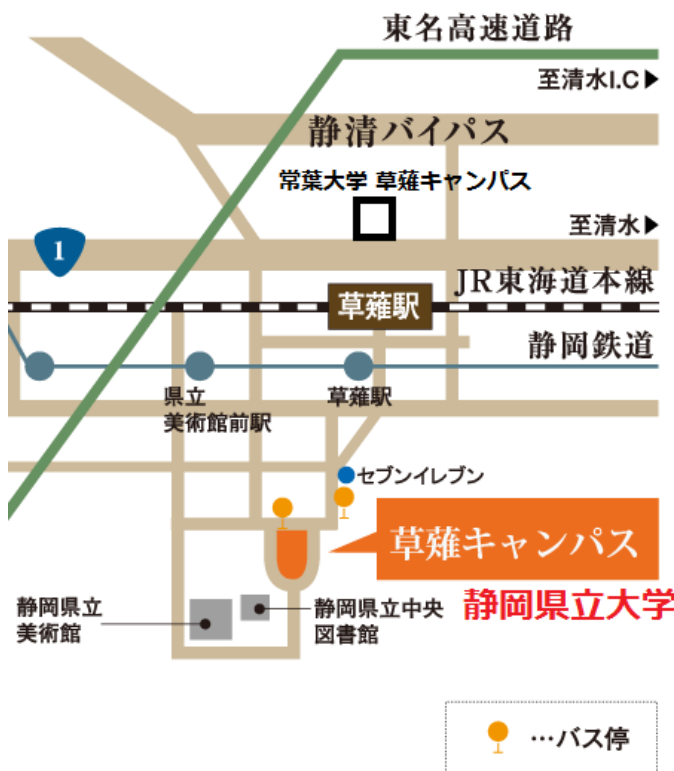 東名高速道路
至清水I.C▶
静清バイパス
常葉大学 草薙キャンパス
1
至清水▶
JR東海道本線
草薙駅
静岡鉄道
県立
美術館前駅
草薙駅
セブンイレブン
草薙キャンパス
静岡県立大学
静岡県立
美術館
静岡県立中央
図書館
…バス停